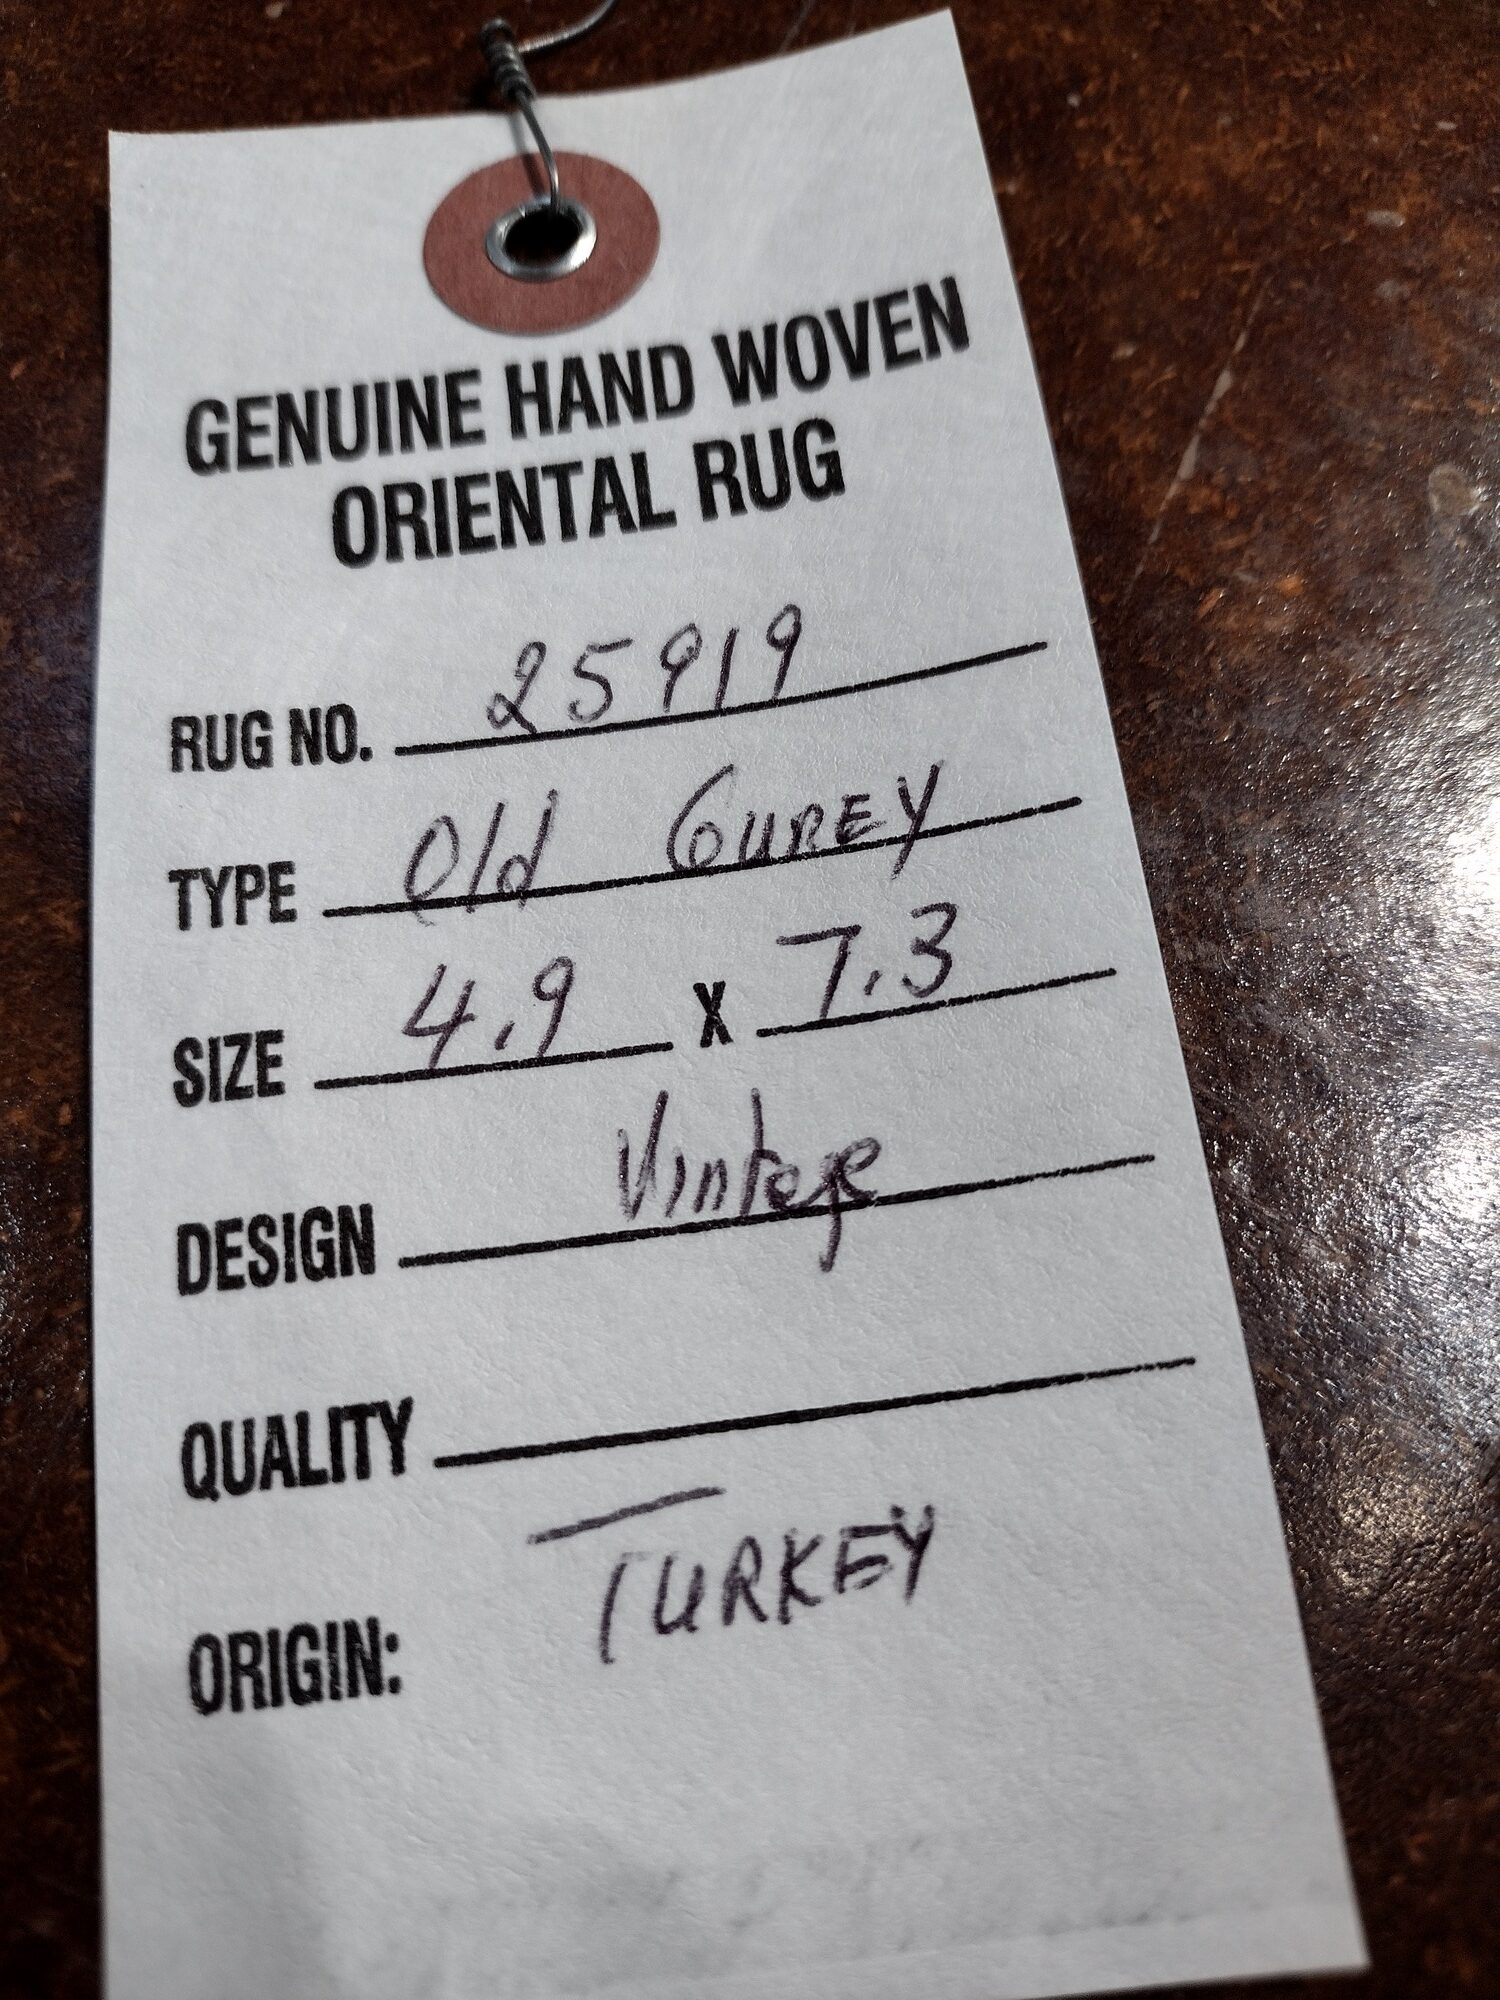 GENUINE HAND WOVEN
ORIENTAL RUG
RUG NO. 25919
TYPE Old GUREY
SIZE 4.9 X 7.3
DESIGN Vintage
QUALITY
ORIGIN: TURKEY